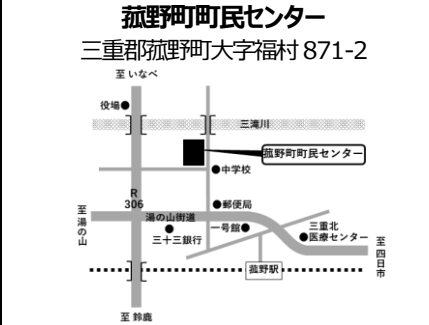 菰野町町民センター
三重郡菰野町大字福村 871-2
至 いなべ
役場●
三滝川
菰野町町民センター
●中学校
R
306
●郵便局
至 湯の山
湯の山街道
●
三十三銀行
一号館●
三重北
●医療センター
至 四日市
菰野駅
至 鈴鹿